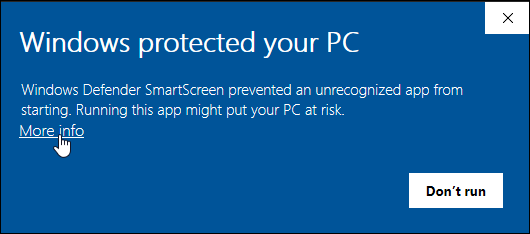 Windows protected your PC
Windows Defender SmartScreen prevented an unrecognized app from
starting. Running this app might put your PC at risk.
More info
Don't run